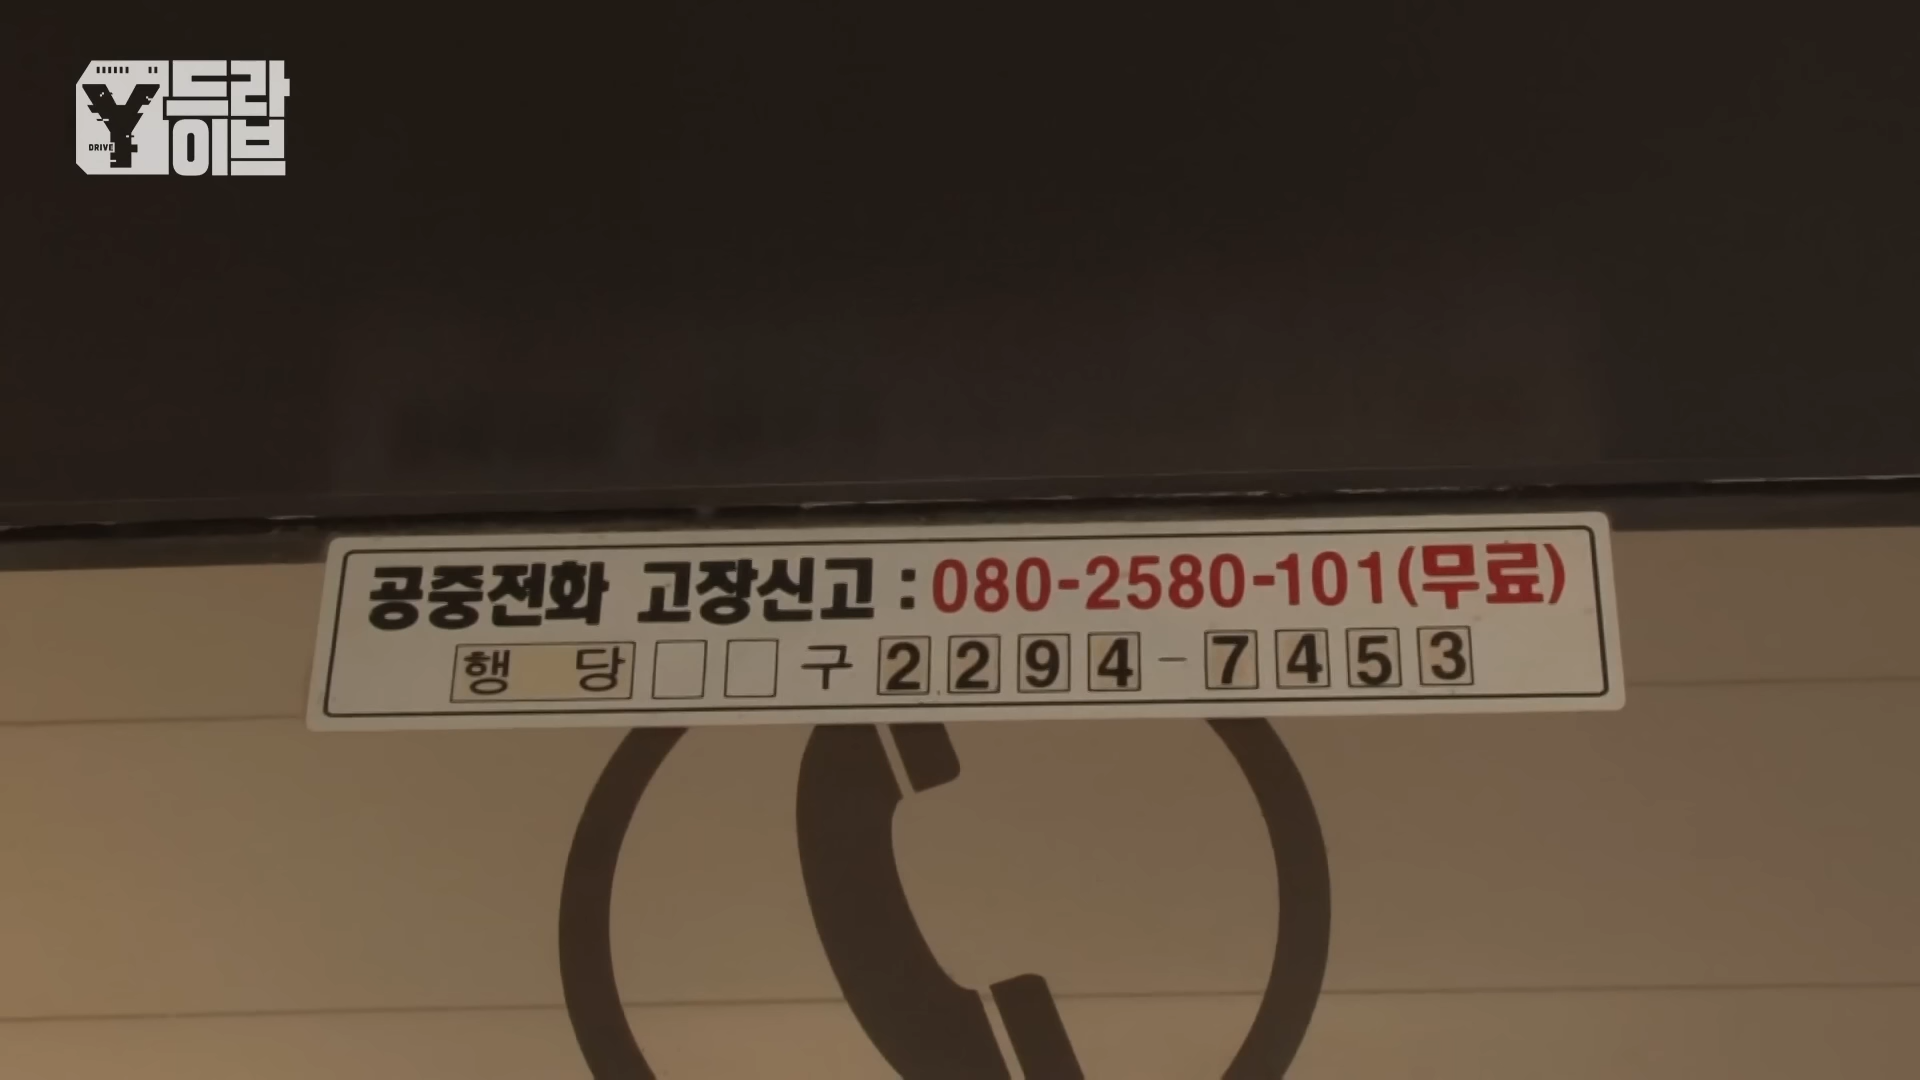 Y
DRIVE
드라
이브
공중전화 고장신고 : 080-2580-101(무료)
행 당 구 2294-7453